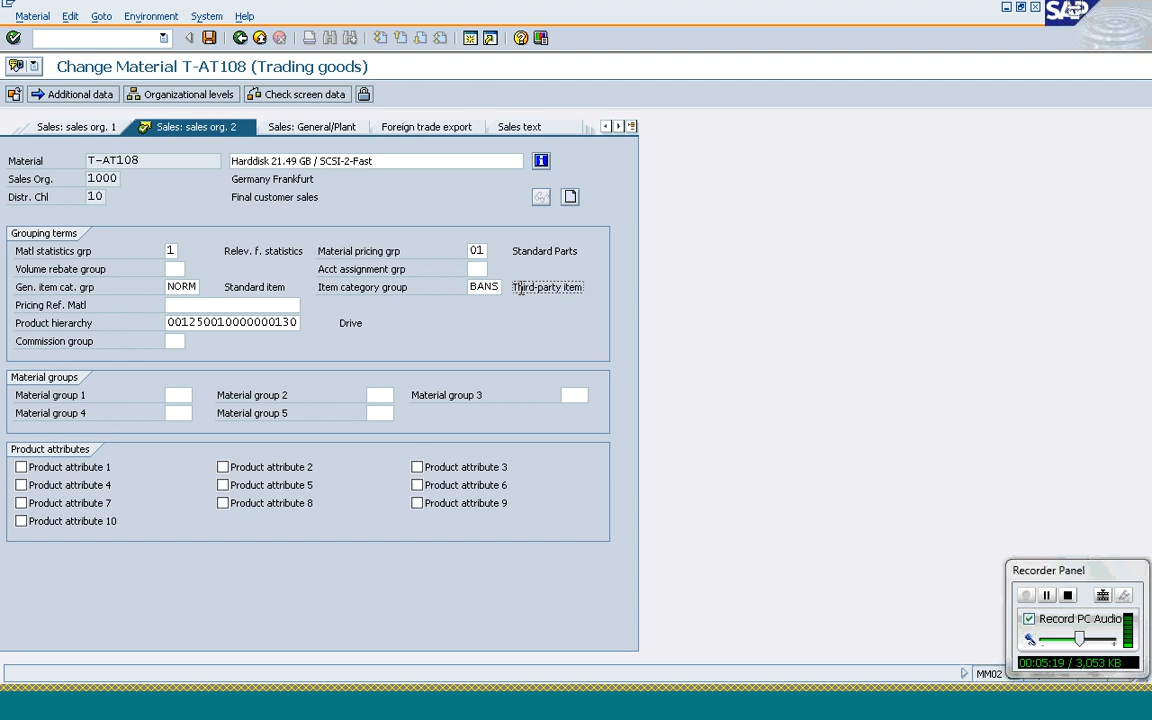 Material Edit Goto Environment System Help
SAP
Change Material T-AT108 (Trading goods)
Additional data Organizational levels Check screen data
Sales: sales org. 1 Sales: sales org. 2 Sales: General/Plant Foreign trade export Sales text
Material T-AT108 Harddisk 21.49 GB / SCSI-2-Fast
Sales Org. 1000 Germany Frankfurt
Distr. Chl 10 Final customer sales
Grouping terms
Matl statistics grp 1 Relev. f. statistics Material pricing grp 01 Standard Parts
Volume rebate group Acct assignment grp
Gen. item cat. grp NORM Standard item Item category group BANS Third-party item
Pricing Ref. Matl
Product hierarchy 001250010000000130 Drive
Commission group
Material groups
Material group 1 Material group 2 Material group 3
Material group 4 Material group 5
Product attributes
Product attribute 1 Product attribute 2 Product attribute 3
Product attribute 4 Product attribute 5 Product attribute 6
Product attribute 7 Product attribute 8 Product attribute 9
Product attribute 10
Recorder Panel
Record PC Audio
00:05:19 / 3,053 KB
MM02